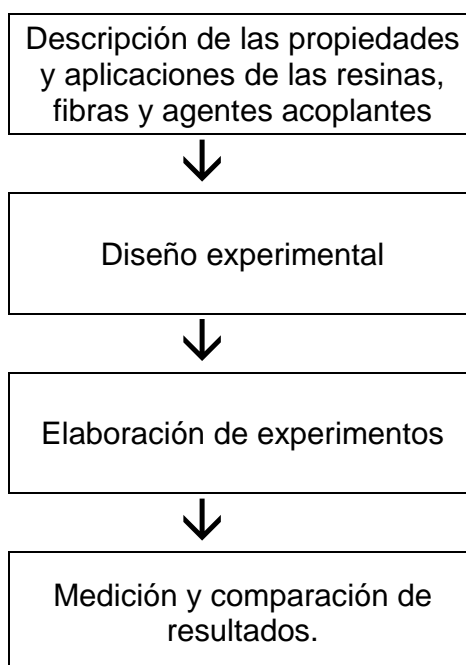 Descripción de las propiedades
y aplicaciones de las resinas,
fibras y agentes acoplantes
Diseño experimental
Elaboración de experimentos
Medición y comparación de
resultados.